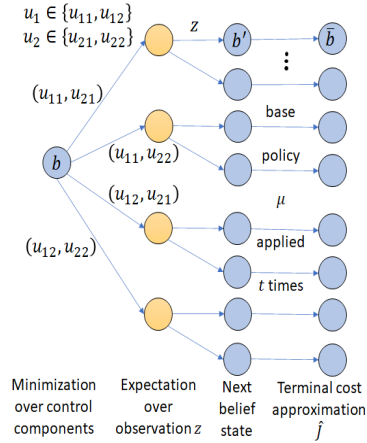 u₁ ∈ {u₁₁, u₁₂}
u₂ ∈ {u₂₁, u₂₂}
z
b′
b̄
⋮
(u₁₁, u₂₁)
base
(u₁₁, u₂₂)
policy
b
(u₁₂, u₂₁)
μ
(u₁₂, u₂₂)
applied
t times
Minimization
over control
components
Expectation
over
observation z
Next
belief
state
Terminal cost
approximation
Ĵ